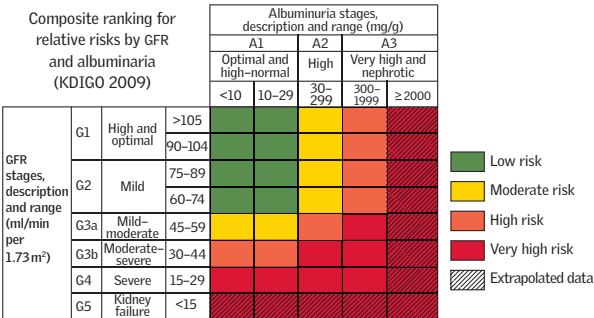 Composite ranking for
relative risks by GFR
and albuminaria
(KDIGO 2009)
Albuminuria stages,
description and range (mg/g)
A1
A2
A3
Optimal and
high–normal
High
Very high and
nephrotic
<10
10–29
30–
299
300–
1999
≥2000
GFR
stages,
description
and range
(ml/min
per
1.73 m²)
G1
High and
optimal
>105
90–104
G2
Mild
75–89
60–74
G3a
Mild–
moderate
45–59
G3b
Moderate–
severe
30–44
G4
Severe
15–29
G5
Kidney
failure
<15
Low risk
Moderate risk
High risk
Very high risk
Extrapolated data